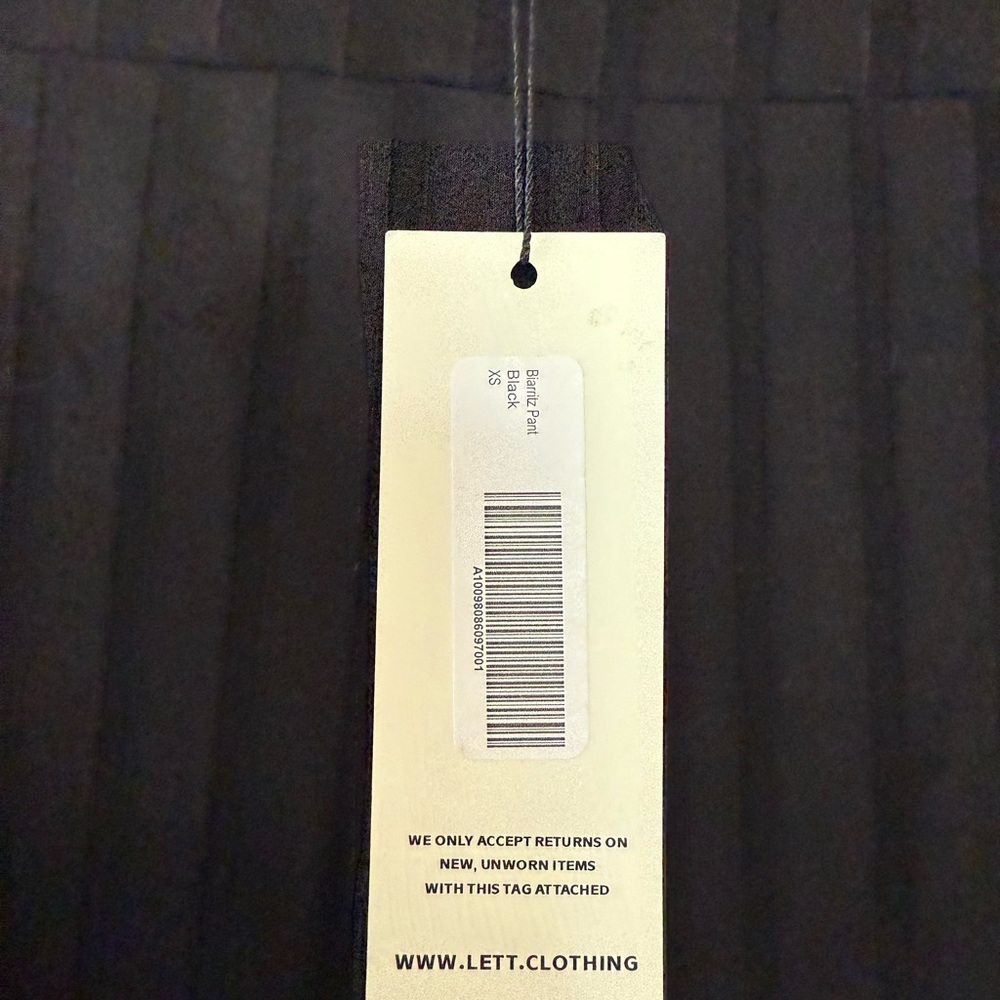 Biarritz Pant
Black
XS
A10098086097001
WE ONLY ACCEPT RETURNS ON
NEW, UNWORN ITEMS
WITH THIS TAG ATTACHED
WWW.LETT.CLOTHING